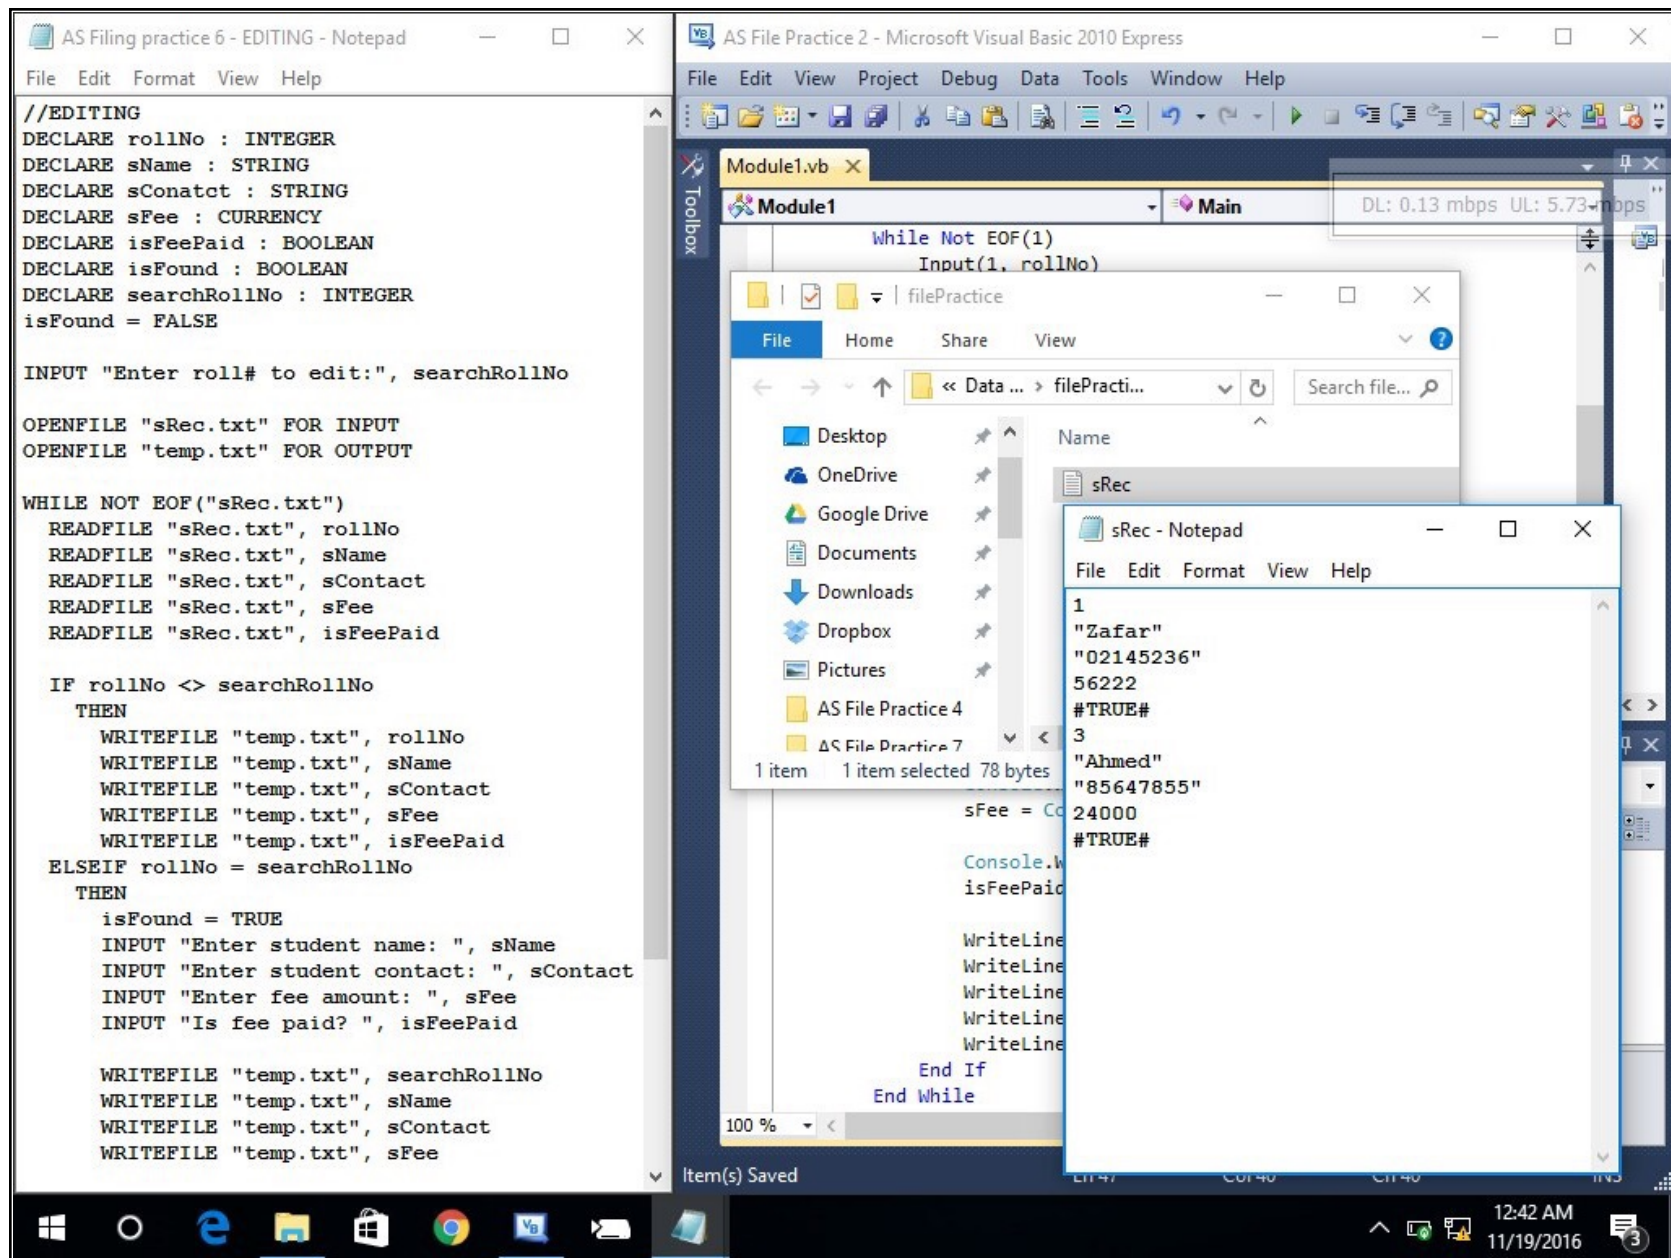 AS Filing practice 6 - EDITING - Notepad
File Edit Format View Help
//EDITING
DECLARE rollNo : INTEGER
DECLARE sName : STRING
DECLARE sConatct : STRING
DECLARE sFee : CURRENCY
DECLARE isFeePaid : BOOLEAN
DECLARE isFound : BOOLEAN
DECLARE searchRollNo : INTEGER
isFound = FALSE
INPUT "Enter roll# to edit:", searchRollNo
OPENFILE "sRec.txt" FOR INPUT
OPENFILE "temp.txt" FOR OUTPUT
WHILE NOT EOF("sRec.txt")
READFILE "sRec.txt", rollNo
READFILE "sRec.txt", sName
READFILE "sRec.txt", sContact
READFILE "sRec.txt", sFee
READFILE "sRec.txt", isFeePaid
IF rollNo <> searchRollNo
THEN
WRITEFILE "temp.txt", rollNo
WRITEFILE "temp.txt", sName
WRITEFILE "temp.txt", sContact
WRITEFILE "temp.txt", sFee
WRITEFILE "temp.txt", isFeePaid
ELSEIF rollNo = searchRollNo
THEN
isFound = TRUE
INPUT "Enter student name: ", sName
INPUT "Enter student contact: ", sContact
INPUT "Enter fee amount: ", sFee
INPUT "Is fee paid? ", isFeePaid
WRITEFILE "temp.txt", searchRollNo
WRITEFILE "temp.txt", sName
WRITEFILE "temp.txt", sContact
WRITEFILE "temp.txt", sFee
AS File Practice 2 - Microsoft Visual Basic 2010 Express
File Edit View Project Debug Data Tools Window Help
Toolbox
Module1.vb
Module1
Main
DL: 0.13 mbps UL: 5.73 mbps
While Not EOF(1)
Input(1, rollNo)
filePractice
File Home Share View
« Data ... › filePracti...
Search file...
Desktop
OneDrive
Google Drive
Documents
Downloads
Dropbox
Pictures
AS File Practice 4
AS File Practice 7
Name
sRec
1 item 1 item selected 78 bytes
sRec - Notepad
File Edit Format View Help
1
"Zafar"
"02145236"
56222
#TRUE#
3
"Ahmed"
"85647855"
24000
#TRUE#
sFee = Co
Console.W
isFeePaid
WriteLine
WriteLine
WriteLine
WriteLine
WriteLine
End If
End While
100 %
Item(s) Saved
12:42 AM
11/19/2016
3